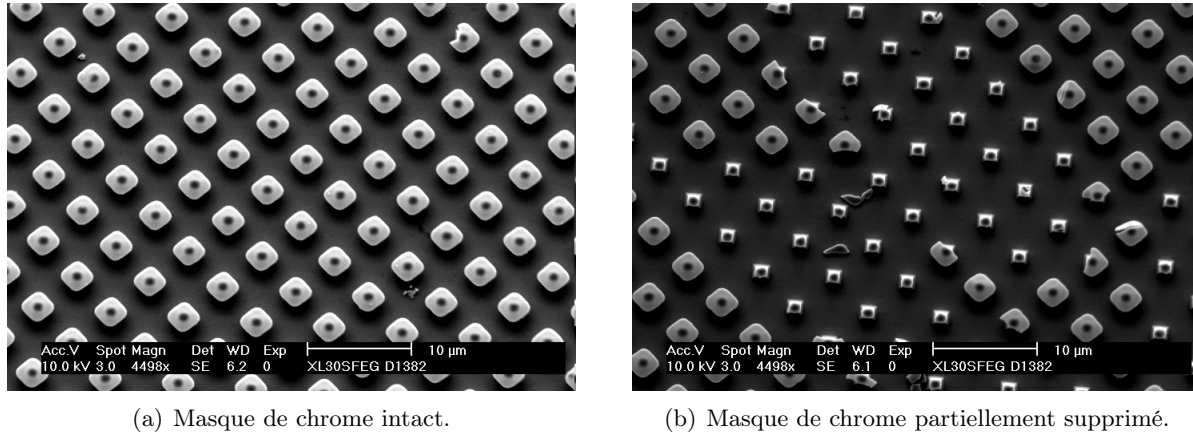 Acc.V Spot Magn Det WD Exp 10 μm
10.0 kV 3.0 4498x SE 6.2 0 XL30SFEG D1382
Acc.V Spot Magn Det WD Exp 10 μm
10.0 kV 3.0 4498x SE 6.1 0 XL30SFEG D1382
(a) Masque de chrome intact.
(b) Masque de chrome partiellement supprimé.